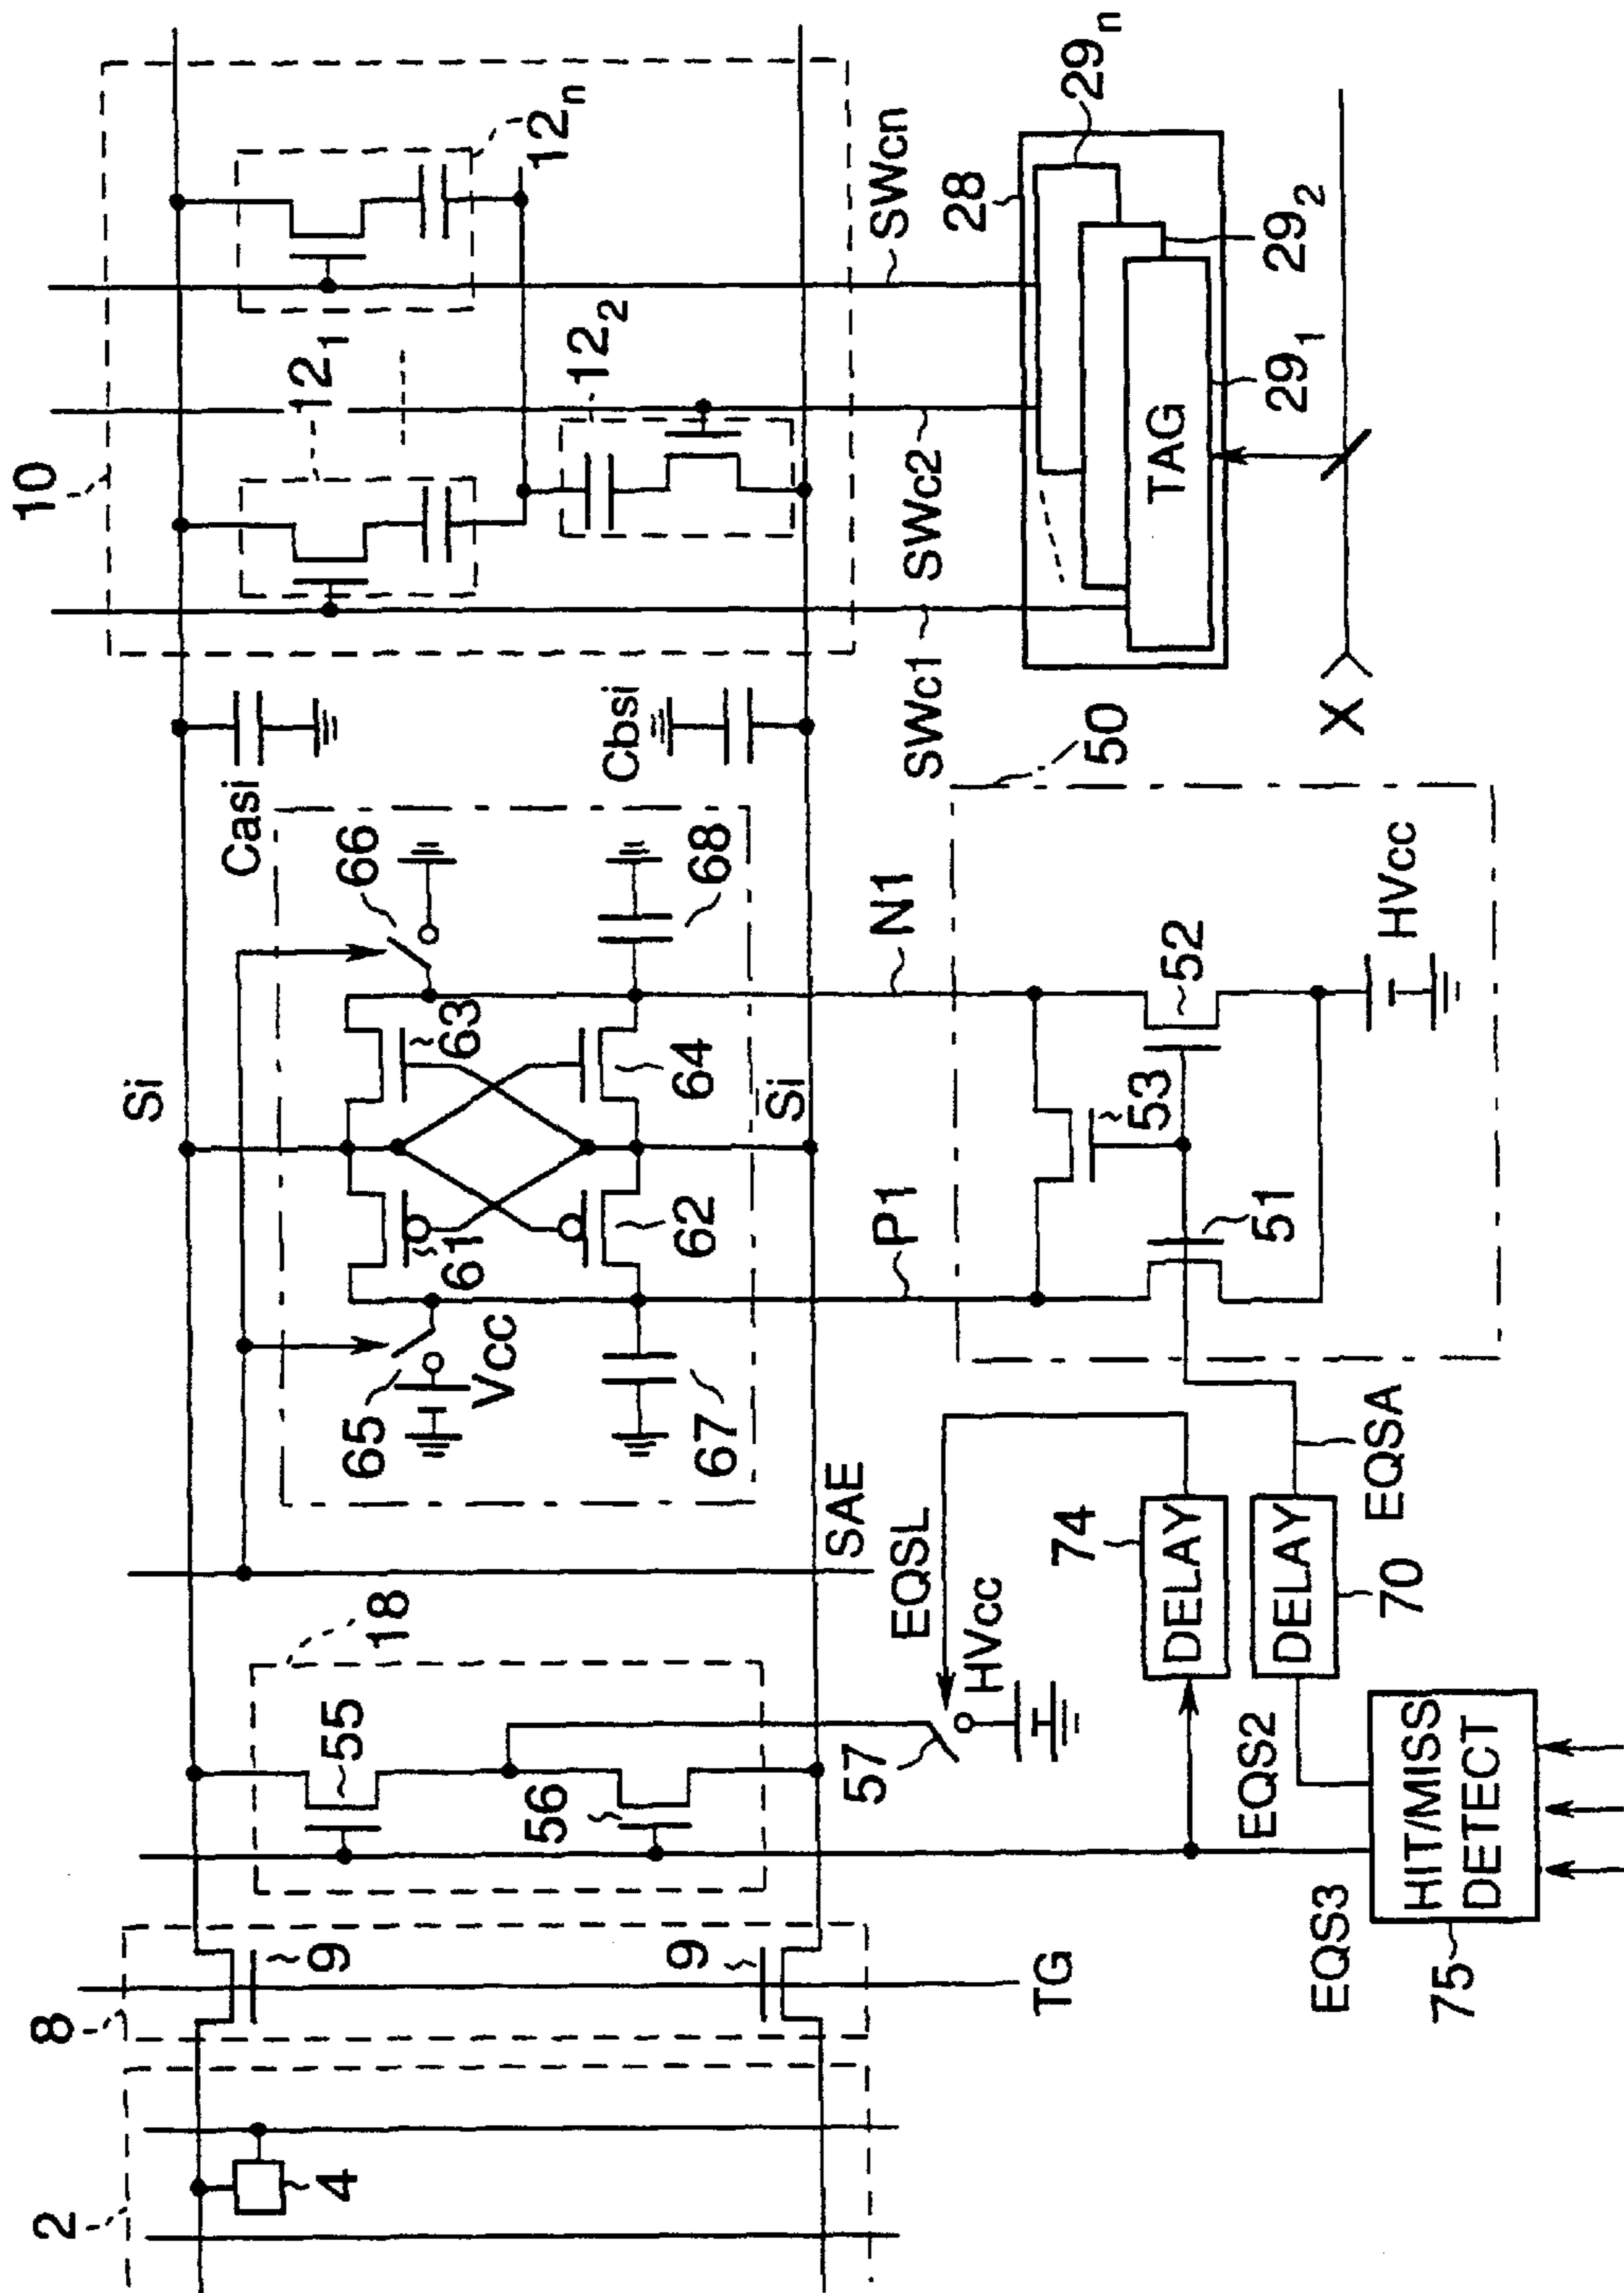 10
12₁
12₂
12ₙ
SWcn
28
29ₙ
29₂
29₁
TAG
X
SWc2
SWc1
50
Casi
Cbsi
66
68
63
64
61
62
65
Vcc
67
Si
S̅i̅
N1
P1
52
53
51
HVcc
SAE
EQSL
EQSA
18
55
56
57
HVcc
74
DELAY
DELAY
70
EQS2
EQS3
HIT/MISS
DETECT
75
8
9
9
TG
2
4